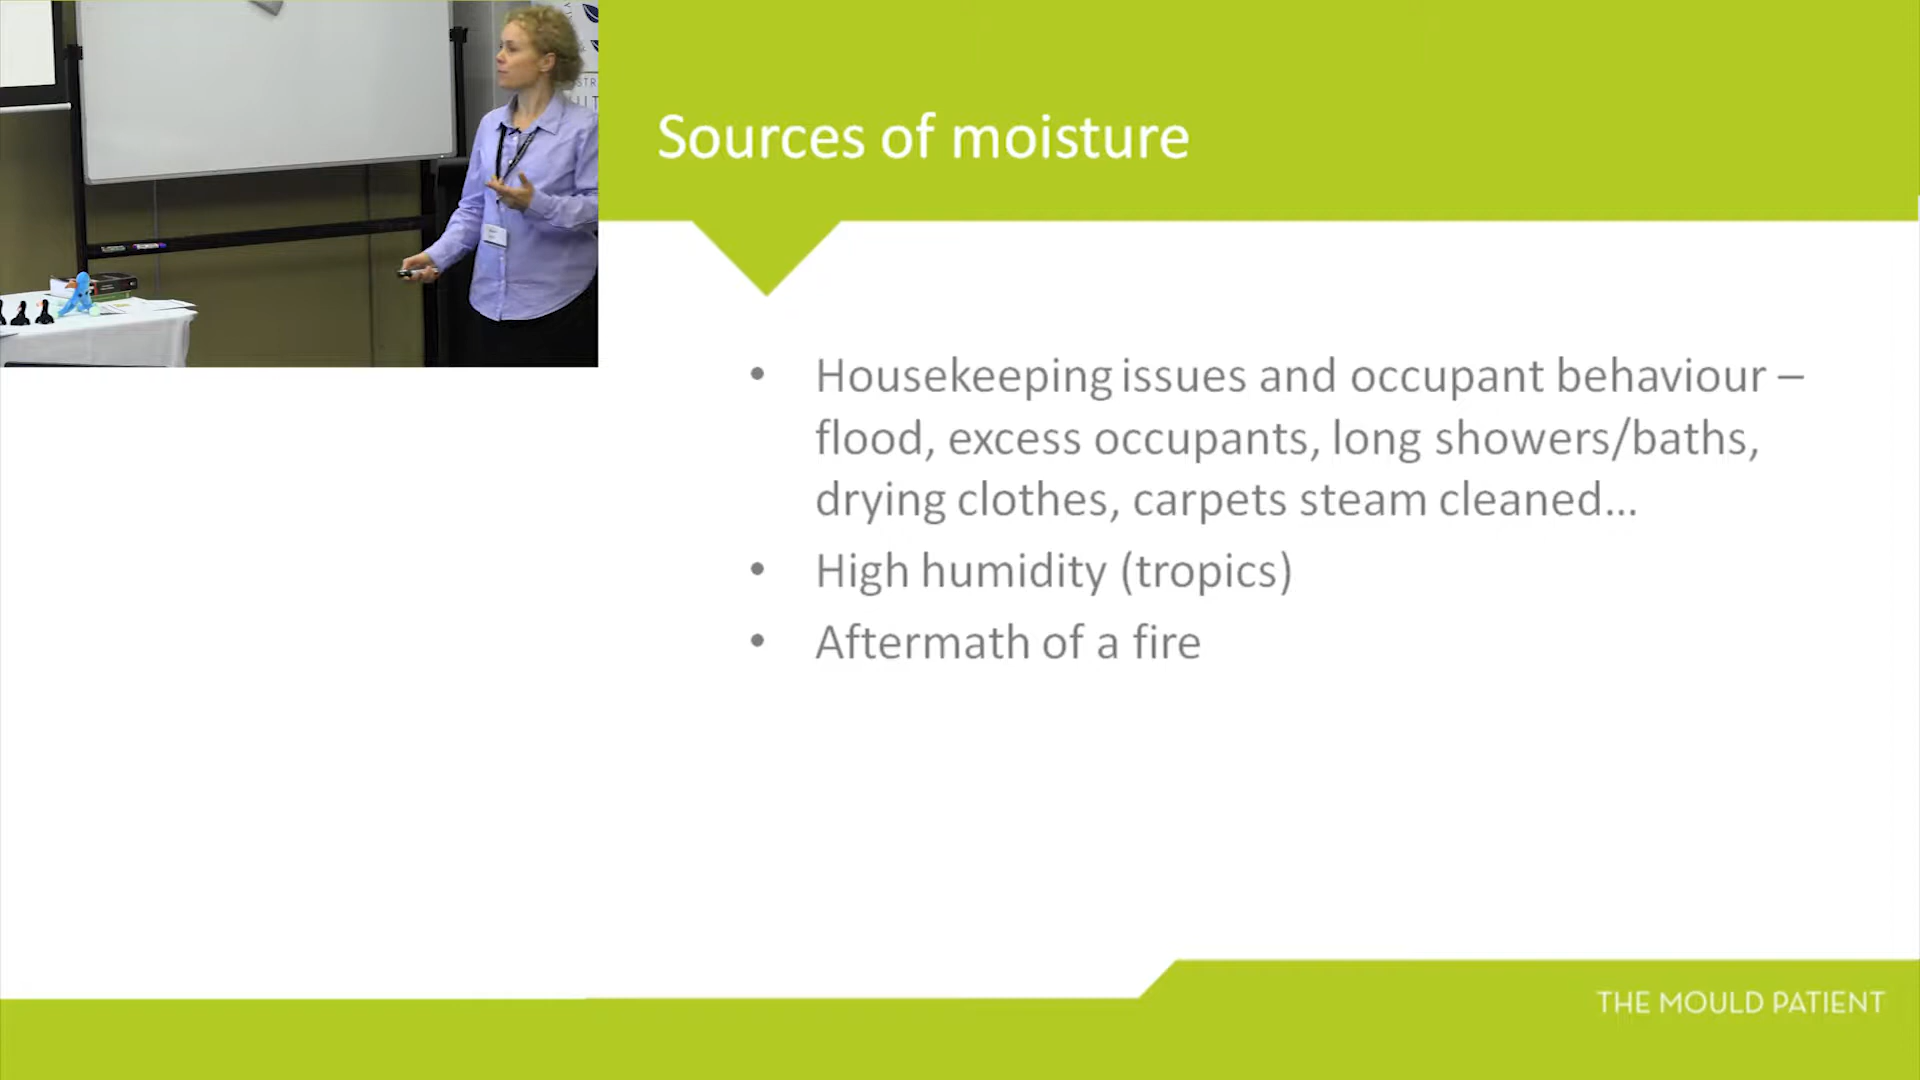 Sources of moisture
• Housekeeping issues and occupant behaviour –
flood, excess occupants, long showers/baths,
drying clothes, carpets steam cleaned...
• High humidity (tropics)
• Aftermath of a fire
THE MOULD PATIENT